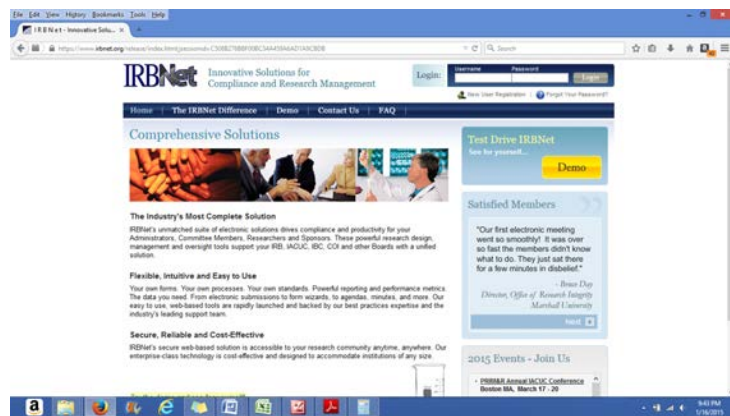 File Edit View History Bookmarks Tools Help
IRBNet - Innovative Solu...
Search
IRBNet
Innovative Solutions for
Compliance and Research Management
Login:
Username Password
Login
New User Registration | Forgot Your Password?
Home | The IRBNet Difference | Demo | Contact Us | FAQ
Comprehensive Solutions
The Industry's Most Complete Solution
IRBNet's unmatched suite of electronic solutions drives compliance and productivity for your
Administrators, Committee Members, Researchers and Sponsors. These powerful research design,
management and oversight tools support your IRB, IACUC, IBC, COI and other Boards with a unified
solution.
Flexible, Intuitive and Easy to Use
Your own forms. Your own processes. Your own standards. Powerful reporting and performance metrics.
The data you need. From electronic submissions to form wizards, to agendas, minutes, and more. Our
easy to use, web-based tools are rapidly launched and backed by our best practices expertise and the
industry's leading support team.
Secure, Reliable and Cost-Effective
IRBNet's secure web-based solution is accessible to your research community anytime, anywhere. Our
enterprise-class technology is cost-effective and designed to accommodate institutions of any size.
Test Drive IRBNet
See for yourself...
Demo
Satisfied Members
"Our first electronic meeting
went so smoothly! It was over
so fast the members didn't know
what to do. They just sat there
for a few minutes in disbelief."
- Bruce Day
Director, Office of Research Integrity
Marshall University
Next
2015 Events - Join Us
PRIM&R Annual IACUC Conference
Boston MA, March 17 - 20
9:43 PM
1/16/2015